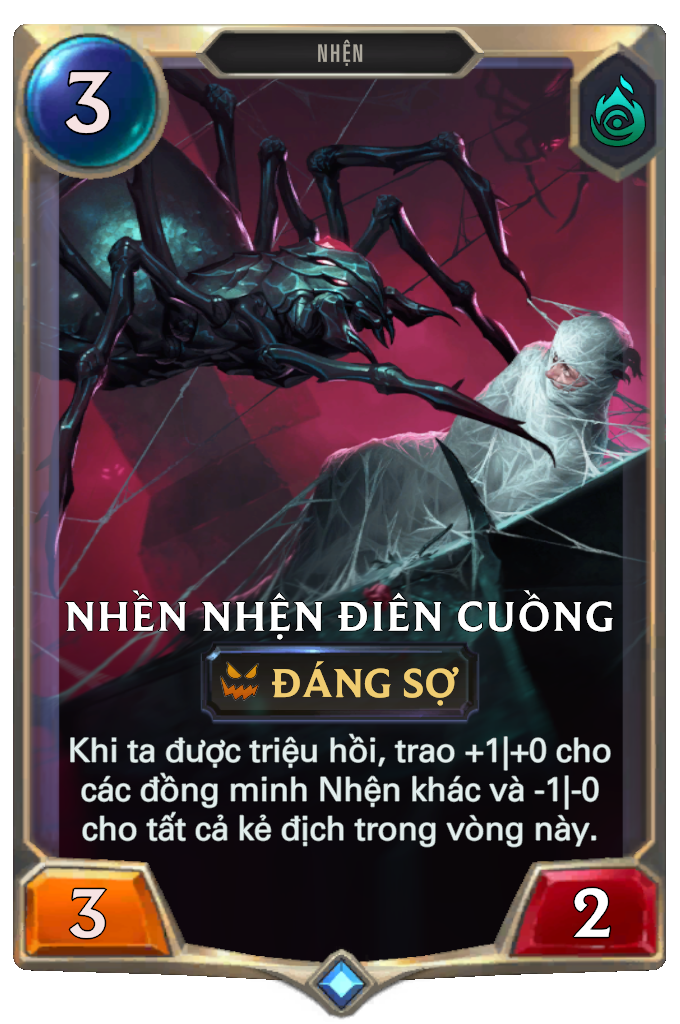 NHỆN
3
NHỀN NHỆN ĐIÊN CUỒNG
ĐÁNG SỢ
Khi ta được triệu hồi, trao +1|+0 cho
các đồng minh Nhện khác và -1|-0
cho tất cả kẻ địch trong vòng này.
3
2